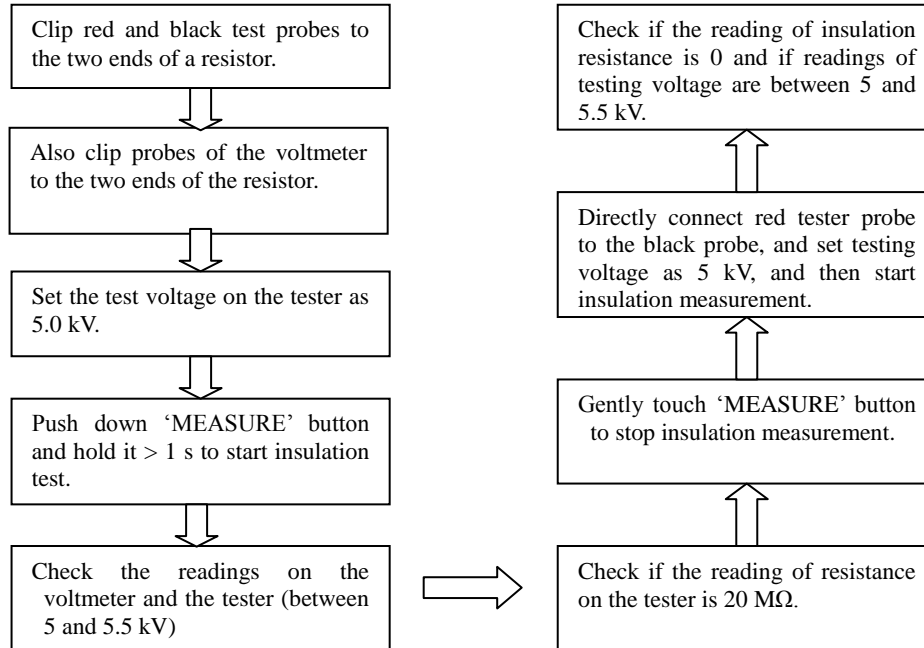 Clip red and black test probes to
the two ends of a resistor.
Also clip probes of the voltmeter
to the two ends of the resistor.
Set the test voltage on the tester as
5.0 kV.
Push down ‘MEASURE’ button
and hold it > 1 s to start insulation
test.
Check the readings on the
voltmeter and the tester (between
5 and 5.5 kV)
Check if the reading of resistance
on the tester is 20 MΩ.
Gently touch ‘MEASURE’ button
to stop insulation measurement.
Directly connect red tester probe
to the black probe, and set testing
voltage as 5 kV, and then start
insulation measurement.
Check if the reading of insulation
resistance is 0 and if readings of
testing voltage are between 5 and
5.5 kV.